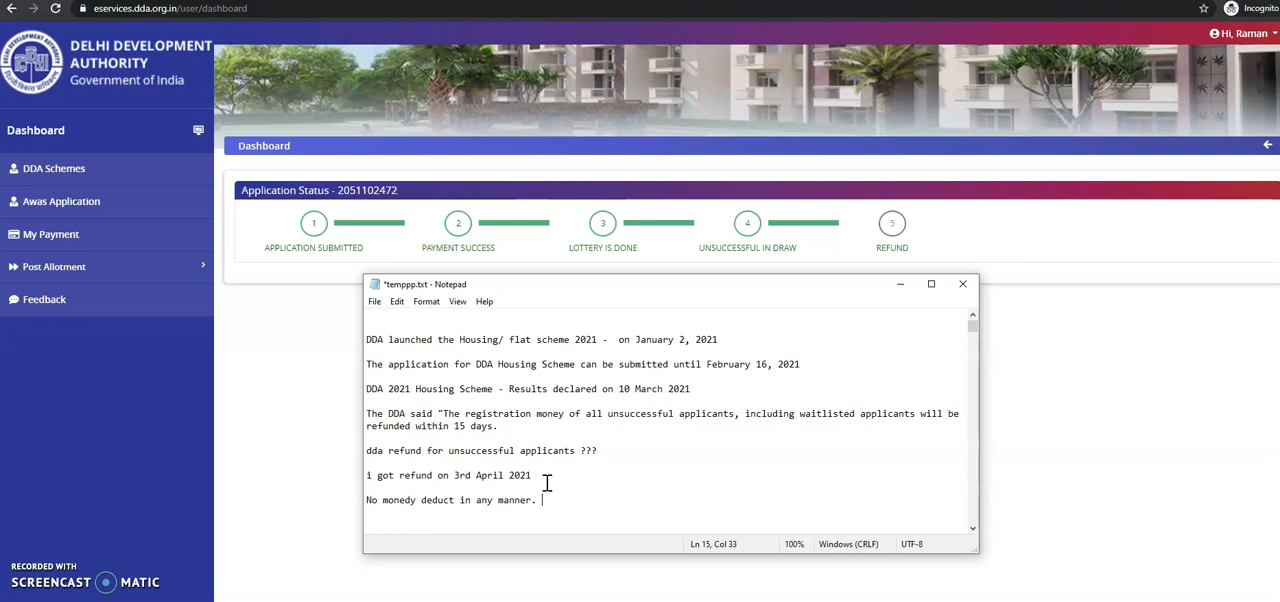 eservices.dda.org.in/user/dashboard
Incognito
DELHI DEVELOPMENT
AUTHORITY
Government of India
Hi, Raman
Dashboard
DDA Schemes
Awas Application
My Payment
Post Allotment
Feedback
Dashboard
Application Status - 2051102472
1
2
3
4
5
APPLICATION SUBMITTED
PAYMENT SUCCESS
LOTTERY IS DONE
UNSUCCESSFUL IN DRAW
REFUND
*temppp.txt - Notepad
File Edit Format View Help
DDA launched the Housing/ flat scheme 2021 -  on January 2, 2021
The application for DDA Housing Scheme can be submitted until February 16, 2021
DDA 2021 Housing Scheme - Results declared on 10 March 2021
The DDA said "The registration money of all unsuccessful applicants, including waitlisted applicants will be
refunded within 15 days.
dda refund for unsuccessful applicants ???
i got refund on 3rd April 2021
No monedy deduct in any manner.
Ln 15, Col 33
100%
Windows (CRLF)
UTF-8
RECORDED WITH
SCREENCAST MATIC